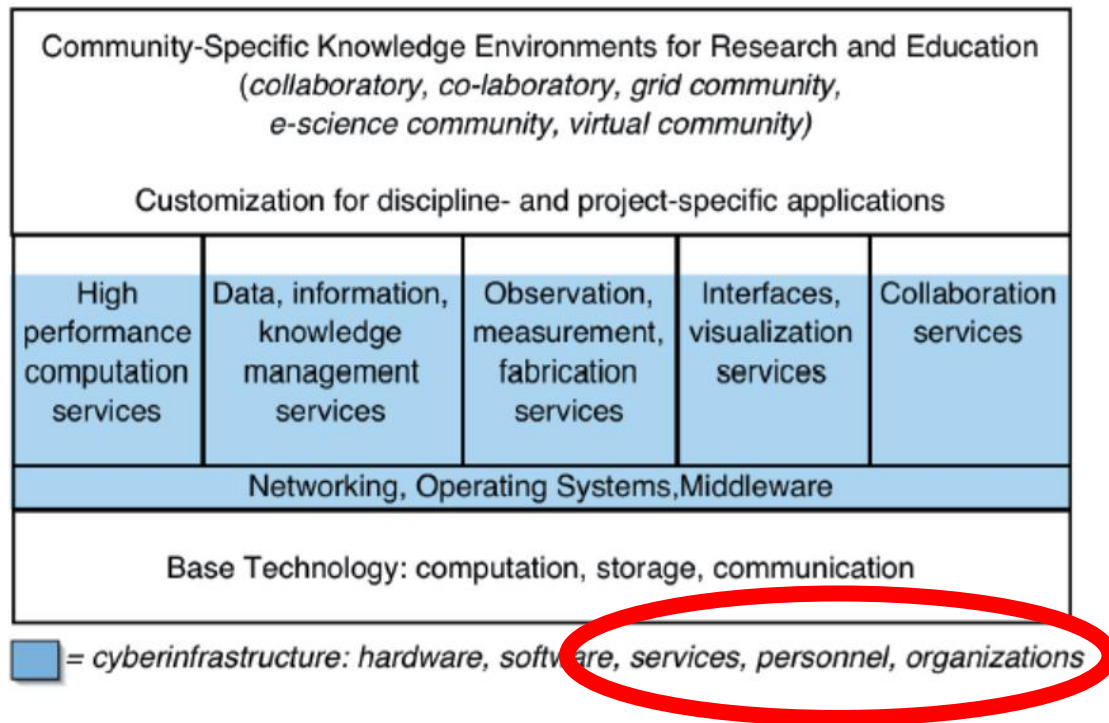 Community-Specific Knowledge Environments for Research and Education
(collaboratory, co-laboratory, grid community,
e-science community, virtual community)
Customization for discipline- and project-specific applications
High
performance
computation
services
Data, information,
knowledge
management
services
Observation,
measurement,
fabrication
services
Interfaces,
visualization
services
Collaboration
services
Networking, Operating Systems,Middleware
Base Technology: computation, storage, communication
= cyberinfrastructure: hardware, software, services, personnel, organizations